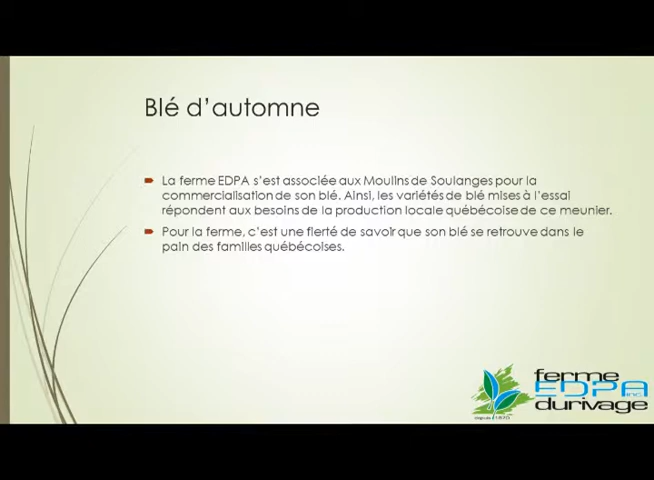 Blé d'automne
La ferme EDPA s'est associée aux Moulins de Soulanges pour la
commercialisation de son blé. Ainsi, les variétés de blé mises à l'essai
répondent aux besoins de la production locale québécoise de ce meunier.
Pour la ferme, c'est une fierté de savoir que son blé se retrouve dans le
pain des familles québécoises.
ferme
EDPA inc.
durivage